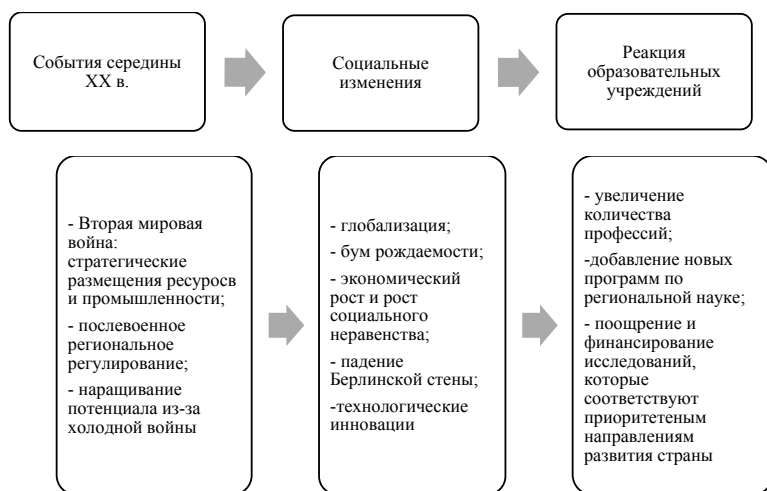 События середины
XX в.
Социальные
изменения
Реакция
образовательных
учреждений
- Вторая мировая
война:
стратегические
размещения ресуросв
и промышленности;
- послевоенное
региональное
регулирование;
- наращивание
потенциала из-за
холодной войны
- глобализация;
- бум рождаемости;
- экономический
рост и рост
социального
неравенства;
- падение
Берлинской стены;
-технологические
инновации
- увеличение
количества
профессий;
-добавление новых
программ по
региональной науке;
- поощрение и
финансирование
исследований,
которые
соответствуют
приоритетеным
направлениям
развития страны